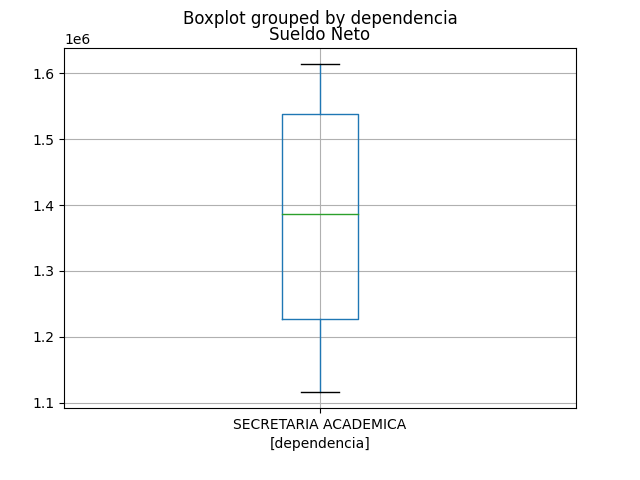 Boxplot grouped by dependencia
Sueldo Neto
1e6
1.6
1.5
1.4
1.3
1.2
1.1
SECRETARIA ACADEMICA
[dependencia]